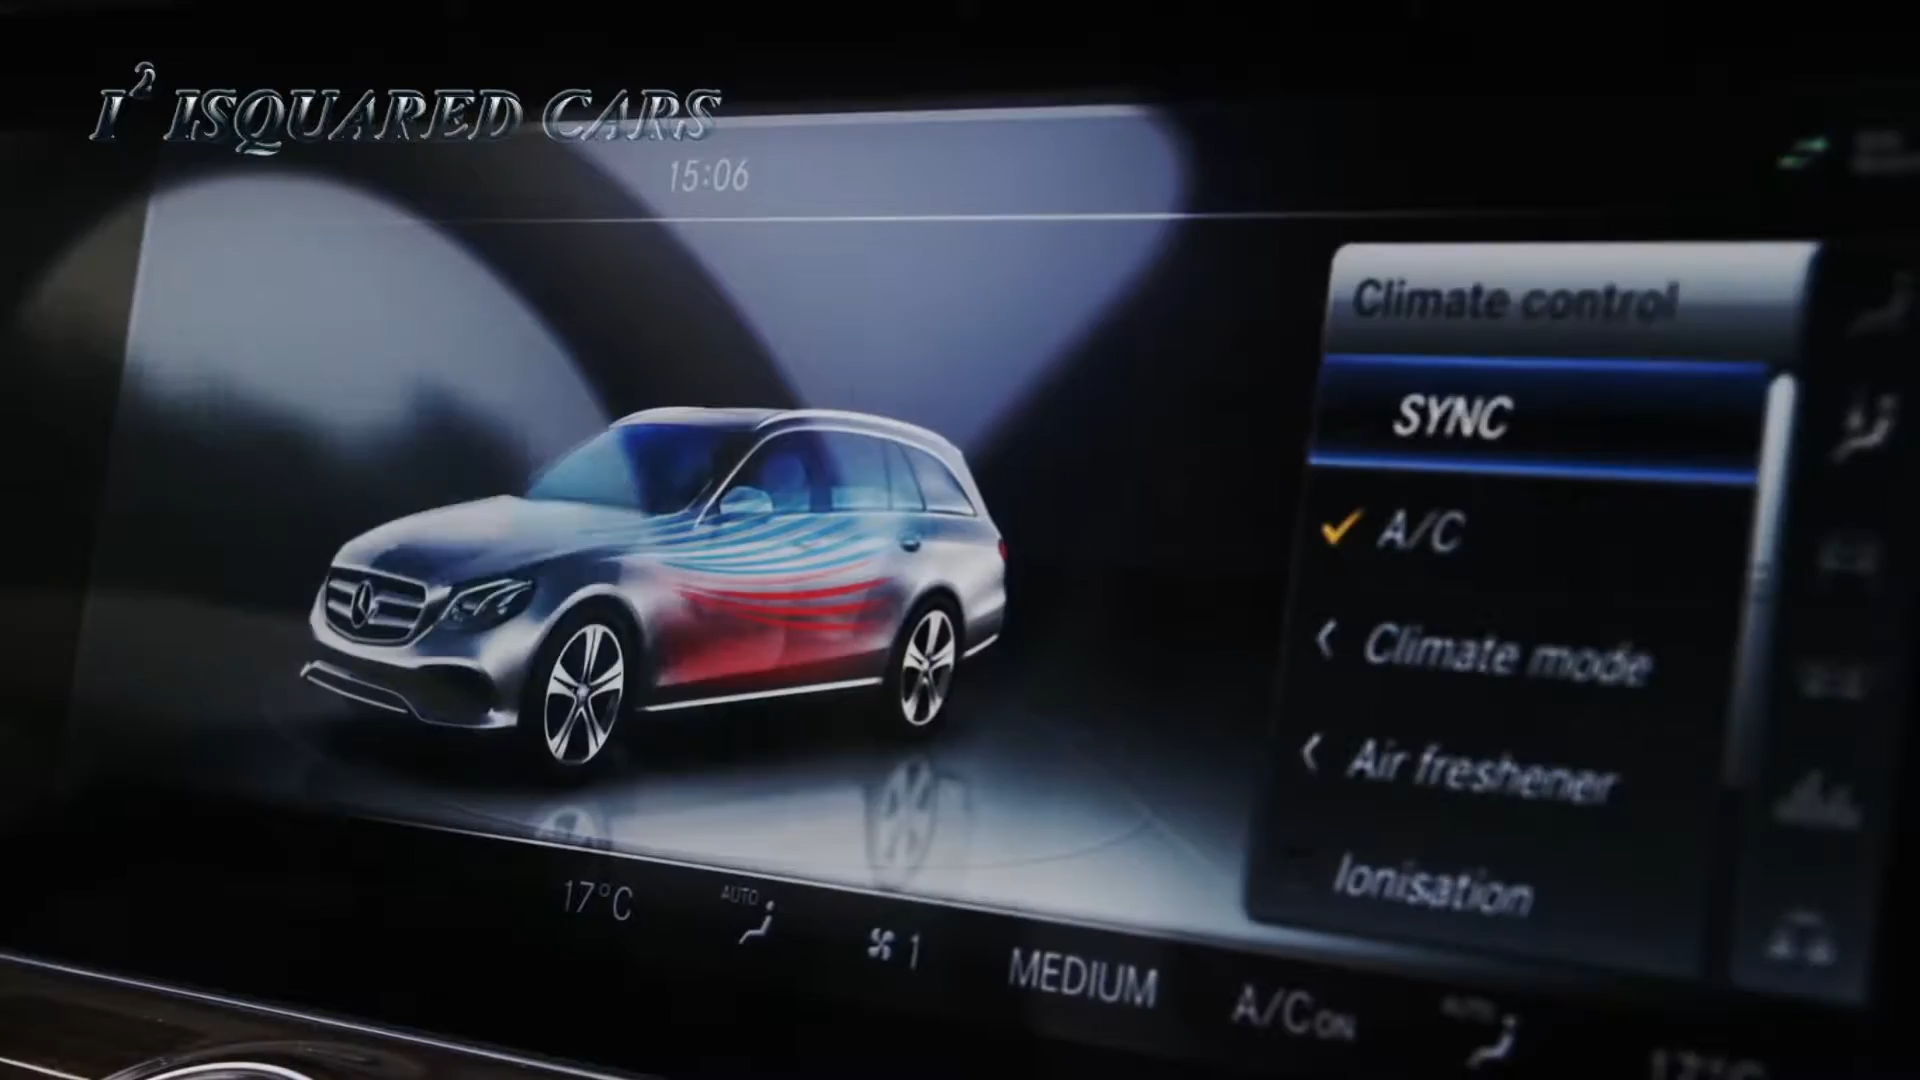 I² ISQUARED CARS
15:06
Climate control
SYNC
A/C
Climate mode
Air freshener
Ionisation
17°C
AUTO
1
MEDIUM
A/C ON
AUTO
17°C